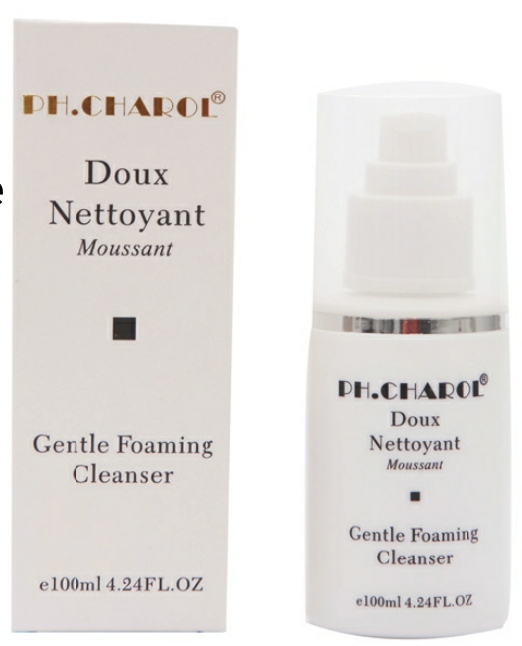 PH.CHAROL®
Doux
Nettoyant
Moussant
Gentle Foaming
Cleanser
e100ml 4.24FL.OZ
PH.CHAROL®
Doux
Nettoyant
Moussant
Gentle Foaming
Cleanser
e100ml 4.24FL.OZ